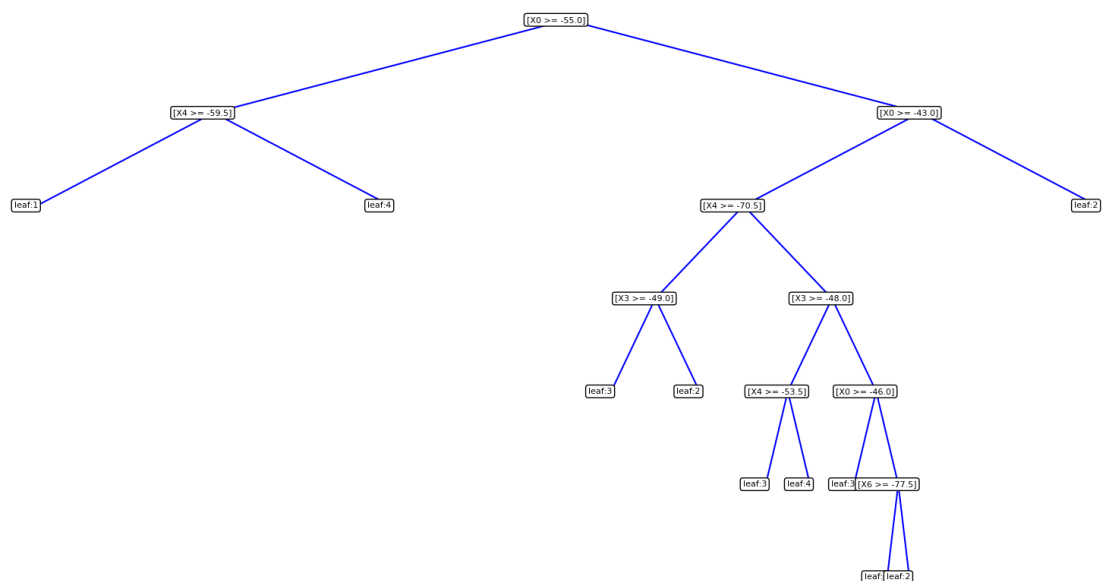 [X0 >= -55.0]
[X4 >= -59.5]
[X0 >= -43.0]
leaf:1
leaf:4
[X4 >= -70.5]
leaf:2
[X3 >= -49.0]
[X3 >= -48.0]
leaf:3
leaf:2
[X4 >= -53.5]
[X0 >= -46.0]
leaf:3
leaf:4
leaf:3
[X6 >= -77.5]
leaf:
leaf:2